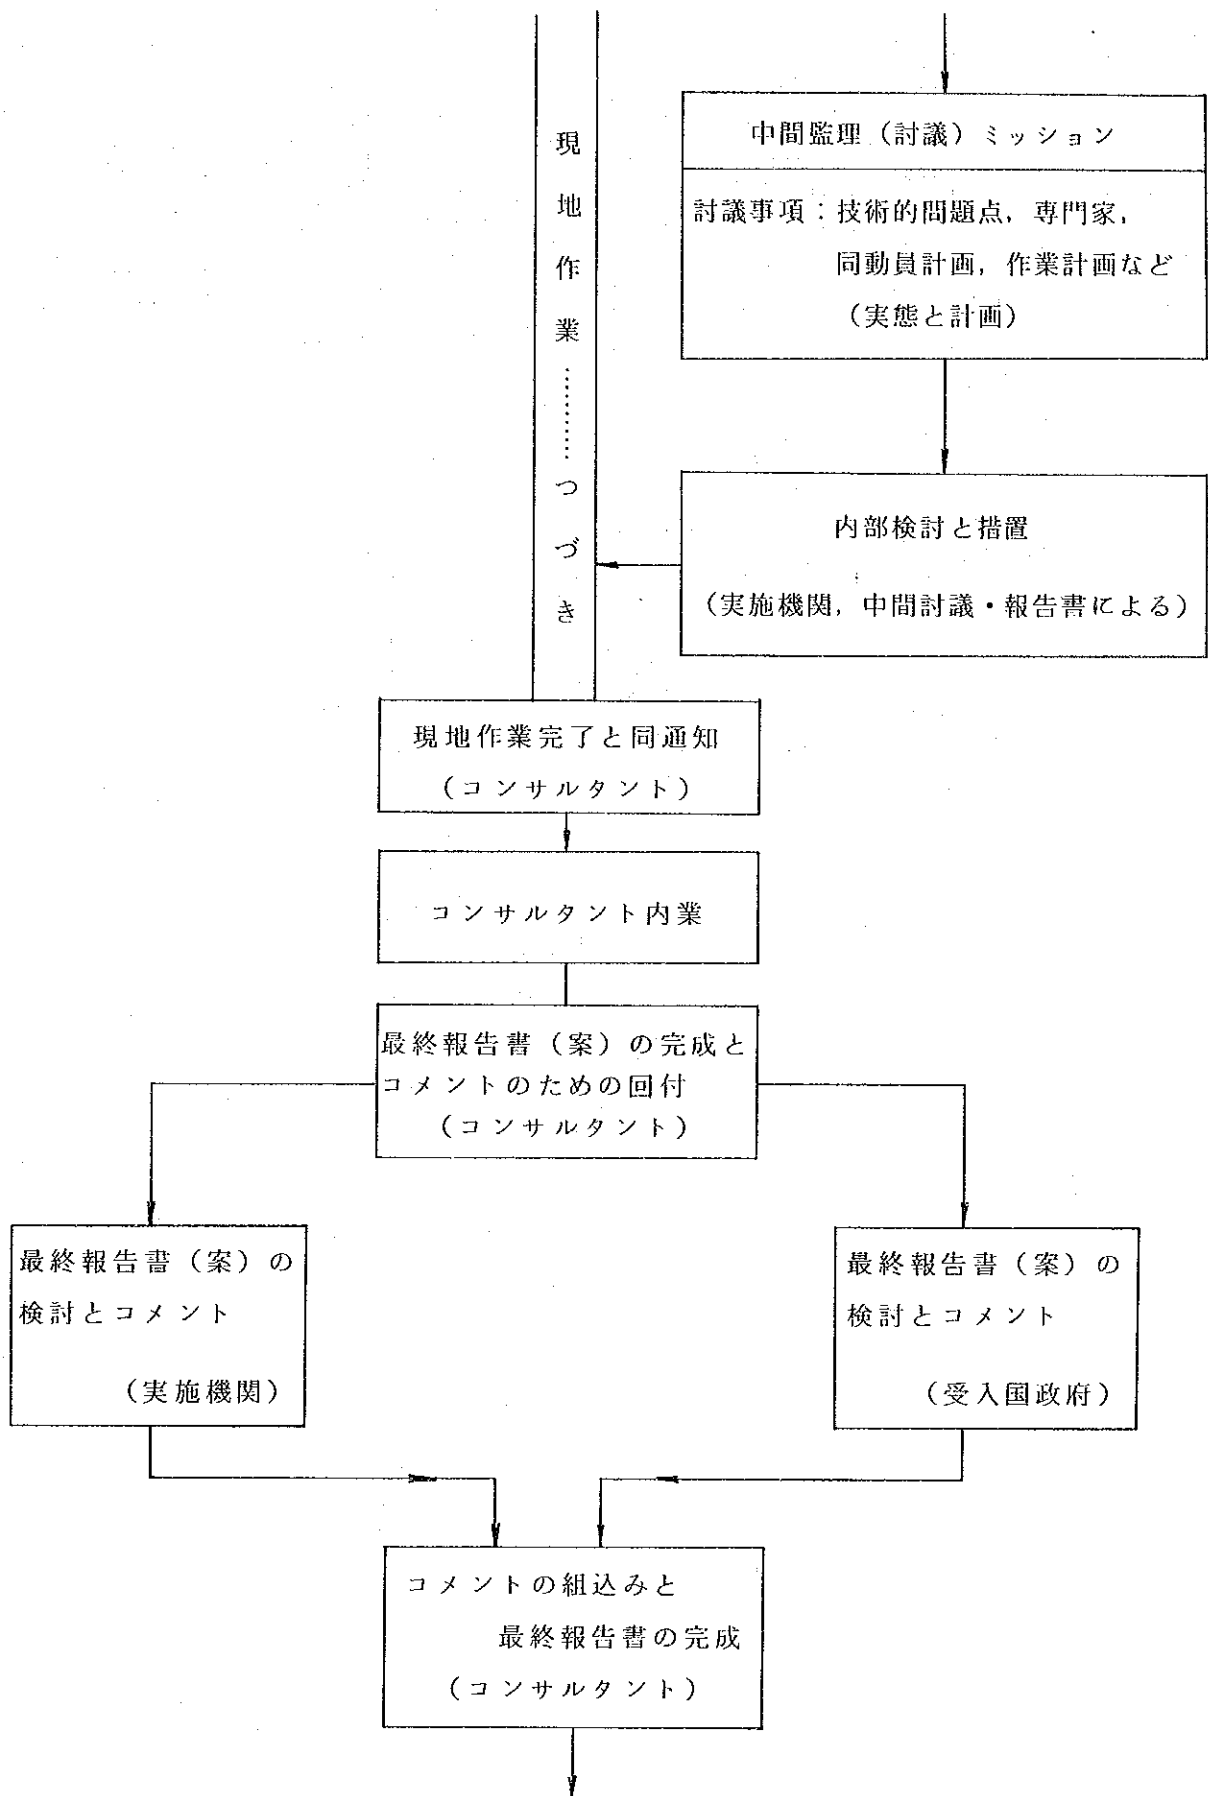 現地作業………つづき
中間監理（討議）ミッション
討議事項：技術的問題点，専門家，
同動員計画，作業計画など
（実態と計画）
内部検討と措置
（実施機関，中間討議・報告書による）
現地作業完了と同通知
（コンサルタント）
コンサルタント内業
最終報告書（案）の完成と
コメントのための回付
（コンサルタント）
最終報告書（案）の
検討とコメント
（実施機関）
最終報告書（案）の
検討とコメント
（受入国政府）
コメントの組込みと
最終報告書の完成
（コンサルタント）